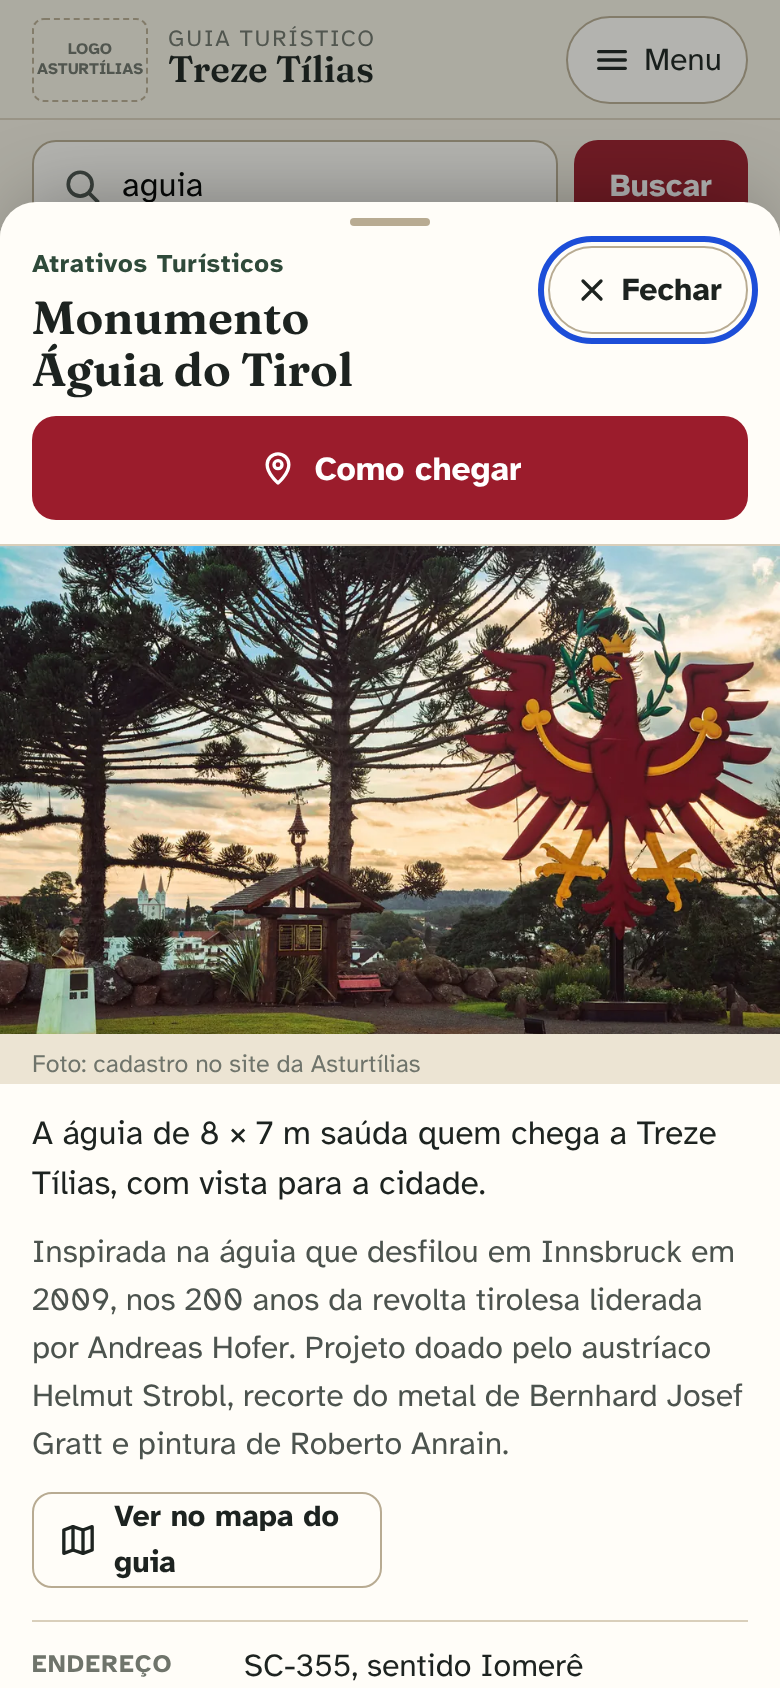 LOGO
ASTURTÍLIAS
GUIA TURÍSTICO
Treze Tílias
Menu
aguia
Buscar
Atrativos Turísticos
Fechar
Monumento
Águia do Tirol
Como chegar
Foto: cadastro no site da Asturtílias
A águia de 8 × 7 m saúda quem chega a Treze
Tílias, com vista para a cidade.
Inspirada na águia que desfilou em Innsbruck em
2009, nos 200 anos da revolta tirolesa liderada
por Andreas Hofer. Projeto doado pelo austríaco
Helmut Strobl, recorte do metal de Bernhard Josef
Gratt e pintura de Roberto Anrain.
Ver no mapa do
guia
ENDEREÇO
SC-355, sentido Iomerê